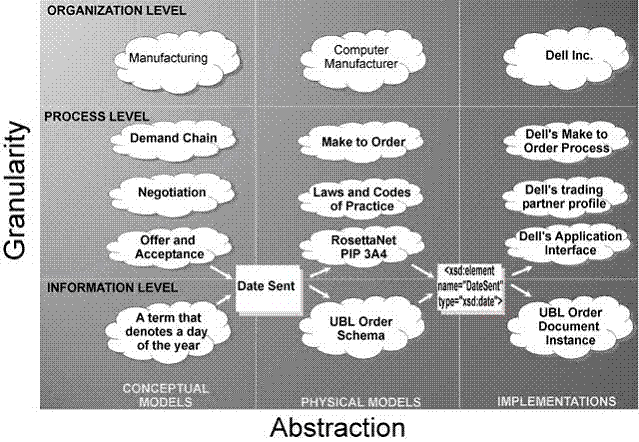 ORGANIZATION LEVEL
Manufacturing
Computer
Manufacturer
Dell Inc.
PROCESS LEVEL
Demand Chain
Make to Order
Dell's Make to
Order Process
Negotiation
Laws and Codes
of Practice
Dell's trading
partner profile
Offer and
Acceptance
RosettaNet
PIP 3A4
Dell's Application
Interface
Date Sent
<xsd:element
name="DateSent"
type="xsd:date">
INFORMATION LEVEL
A term that
denotes a day
of the year
UBL Order
Schema
UBL Order
Document
Instance
CONCEPTUAL
MODELS
PHYSICAL MODELS
IMPLEMENTATIONS
Granularity
Abstraction